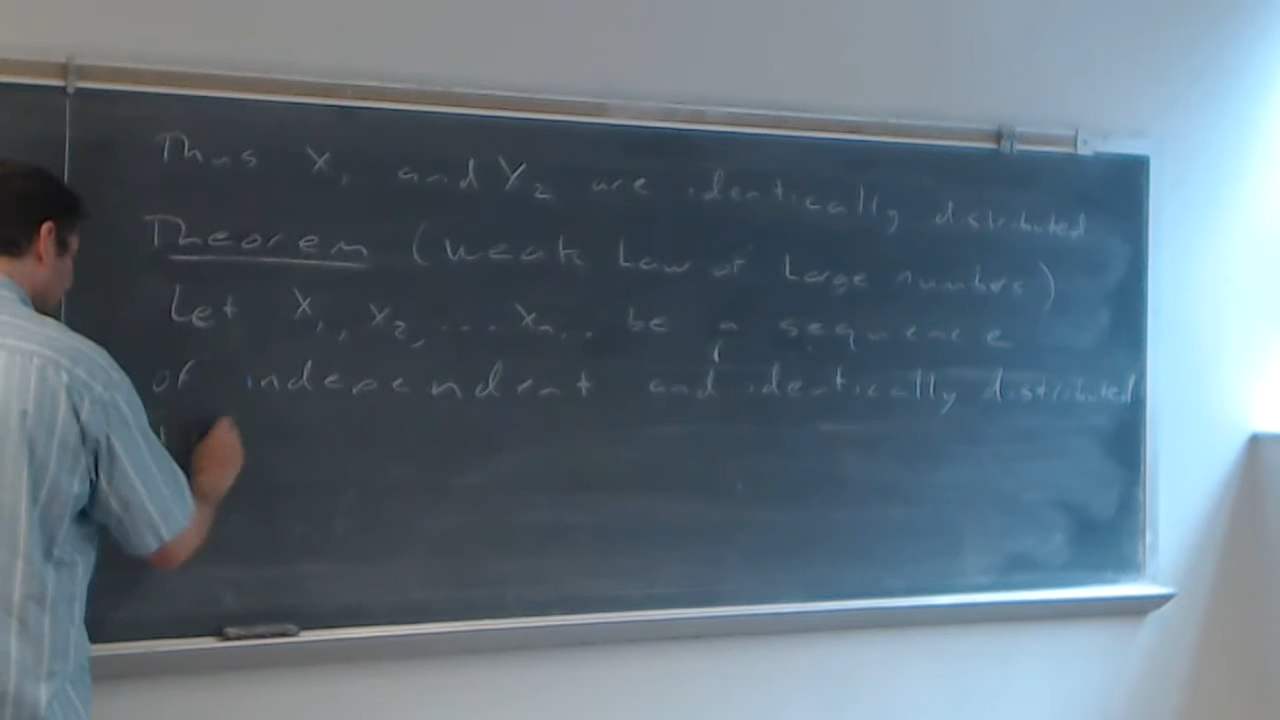 Thus X₁ and Y₂ are identically distributed
Theorem (Weak Law of Large numbers)
Let X₁, X₂, ... Xₙ.. be a sequence
of independent and identically distributed